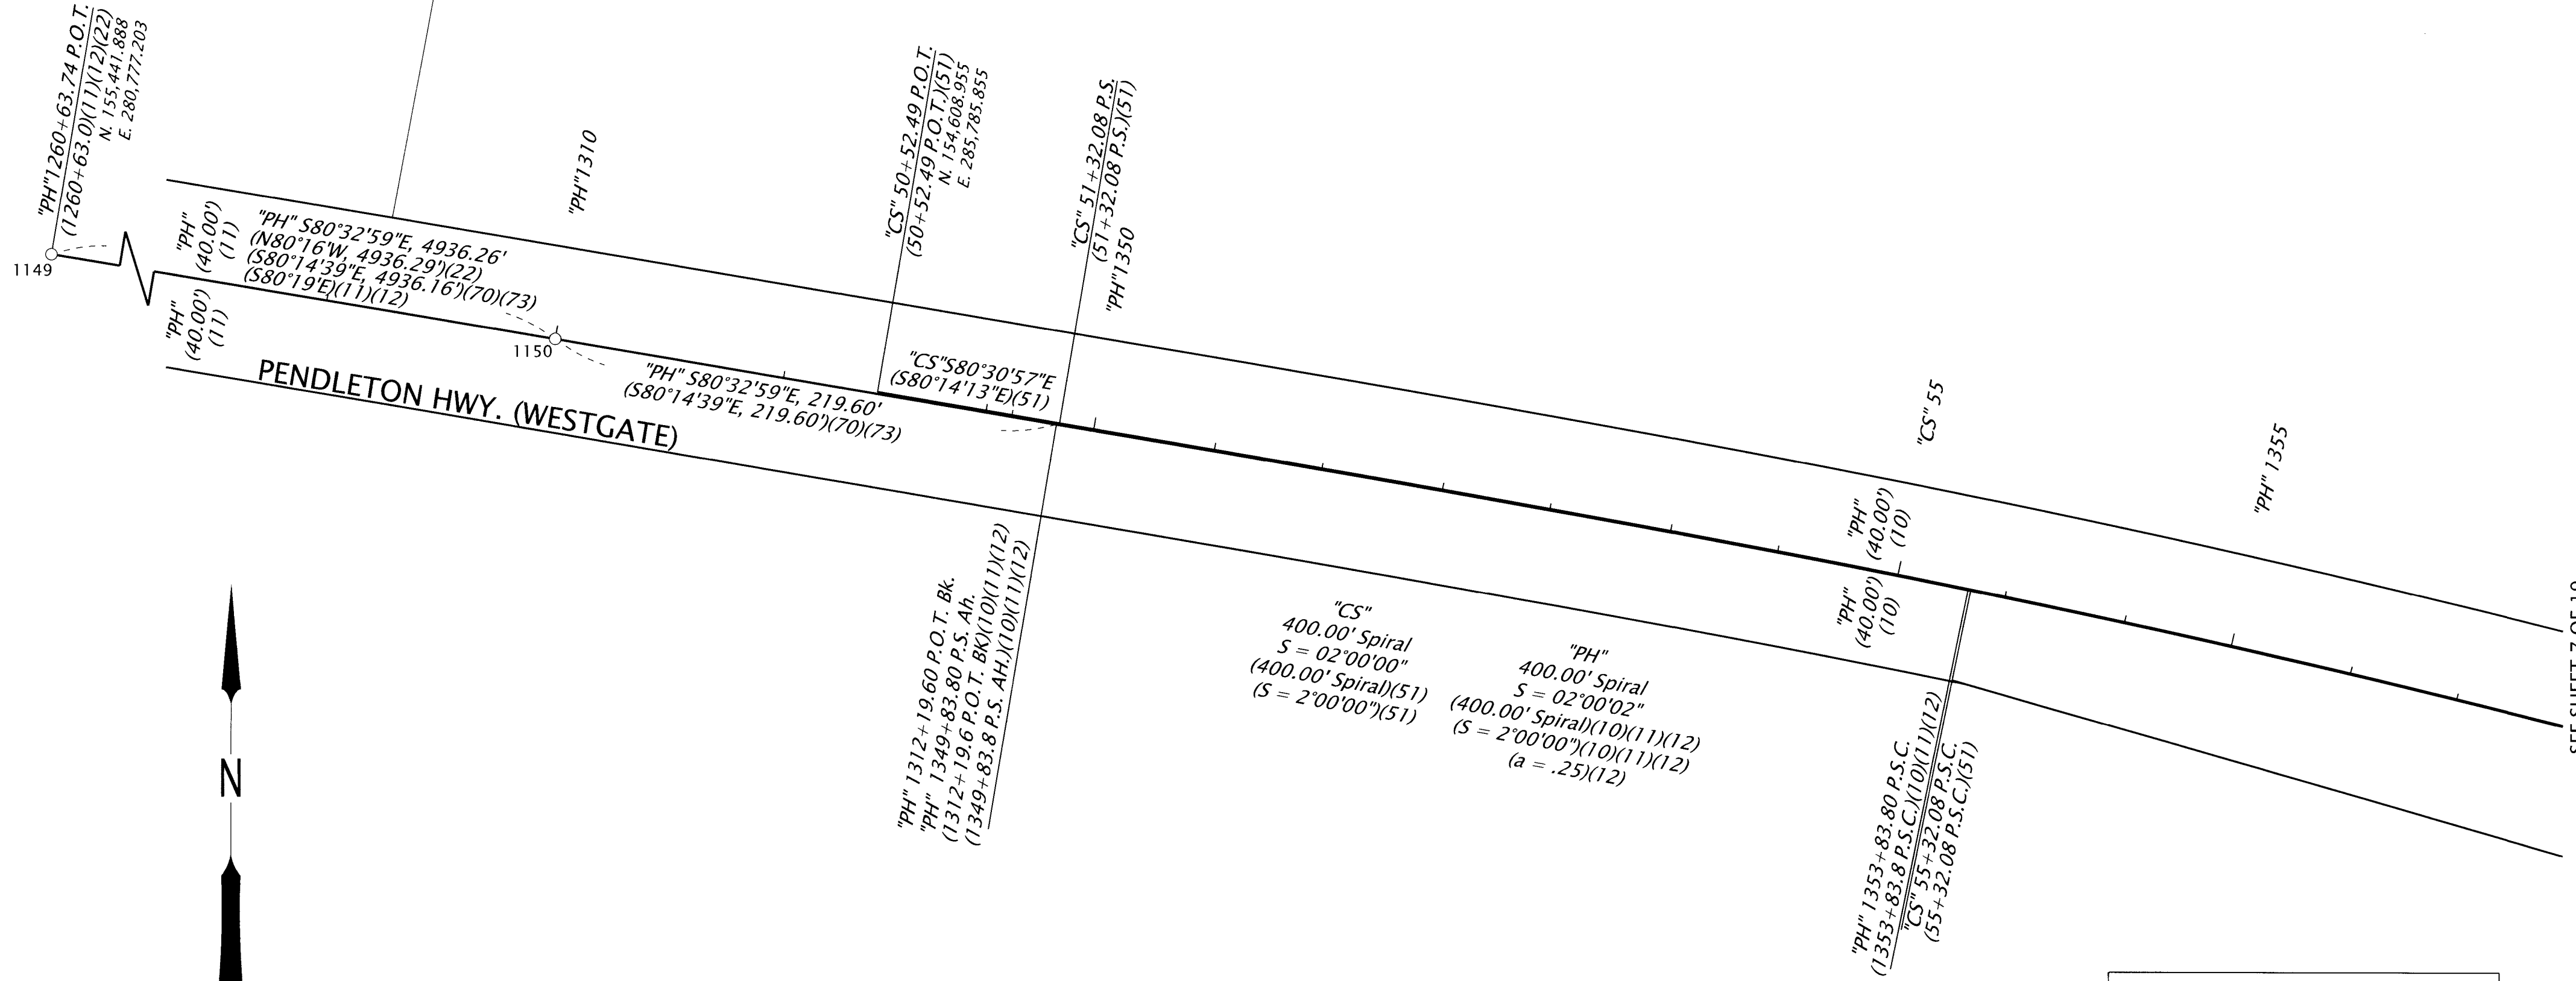 "PH"1260+63.74 P.O.T.
(1260+63.0)(11)(12)(22)
N. 155,441.888
E. 280,777.203
1149
"PH"
(40.00')
(11)
"PH"
(40.00')
(11)
"PH" S80°32'59"E, 4936.26'
(N80°16'W, 4936.29')(22)
(S80°14'39"E, 4936.16')(70)(73)
(S80°19'E)(11)(12)
"PH"1310
1150
PENDLETON HWY. (WESTGATE)
"PH" S80°32'59"E, 219.60'
(S80°14'39"E, 219.60')(70)(73)
"CS" 50+52.49 P.O.T.
(50+52.49 P.O.T.)(51)
N. 154,608.955
E. 285,785.855
"CS" 51+32.08 P.S.
(51+32.08 P.S.)(51)
"PH"1350
"CS"S80°30'57"E
(S80°14'13"E)(51)
"PH" 1312+19.60 P.O.T. Bk.
"PH" 1349+83.80 P.S. Ah.
(1312+19.6 P.O.T. BK)(10)(11)(12)
(1349+83.8 P.S. AH.)(10)(11)(12)
"CS"
400.00' Spiral
S = 02°00'00"
(400.00' Spiral)(51)
(S = 2°00'00")(51)
"PH"
400.00' Spiral
S = 02°00'02"
(400.00' Spiral)(10)(11)(12)
(S = 2°00'00")(10)(11)(12)
(a = .25)(12)
"CS" 55
"PH"
(40.00')
(10)
"PH"
(40.00')
(10)
"PH" 1353+83.80 P.S.C.
(1353+83.8 P.S.C.)(10)(11)(12)
"CS" 55+32.08 P.S.C.
(55+32.08 P.S.C.)(51)
"PH" 1355
N